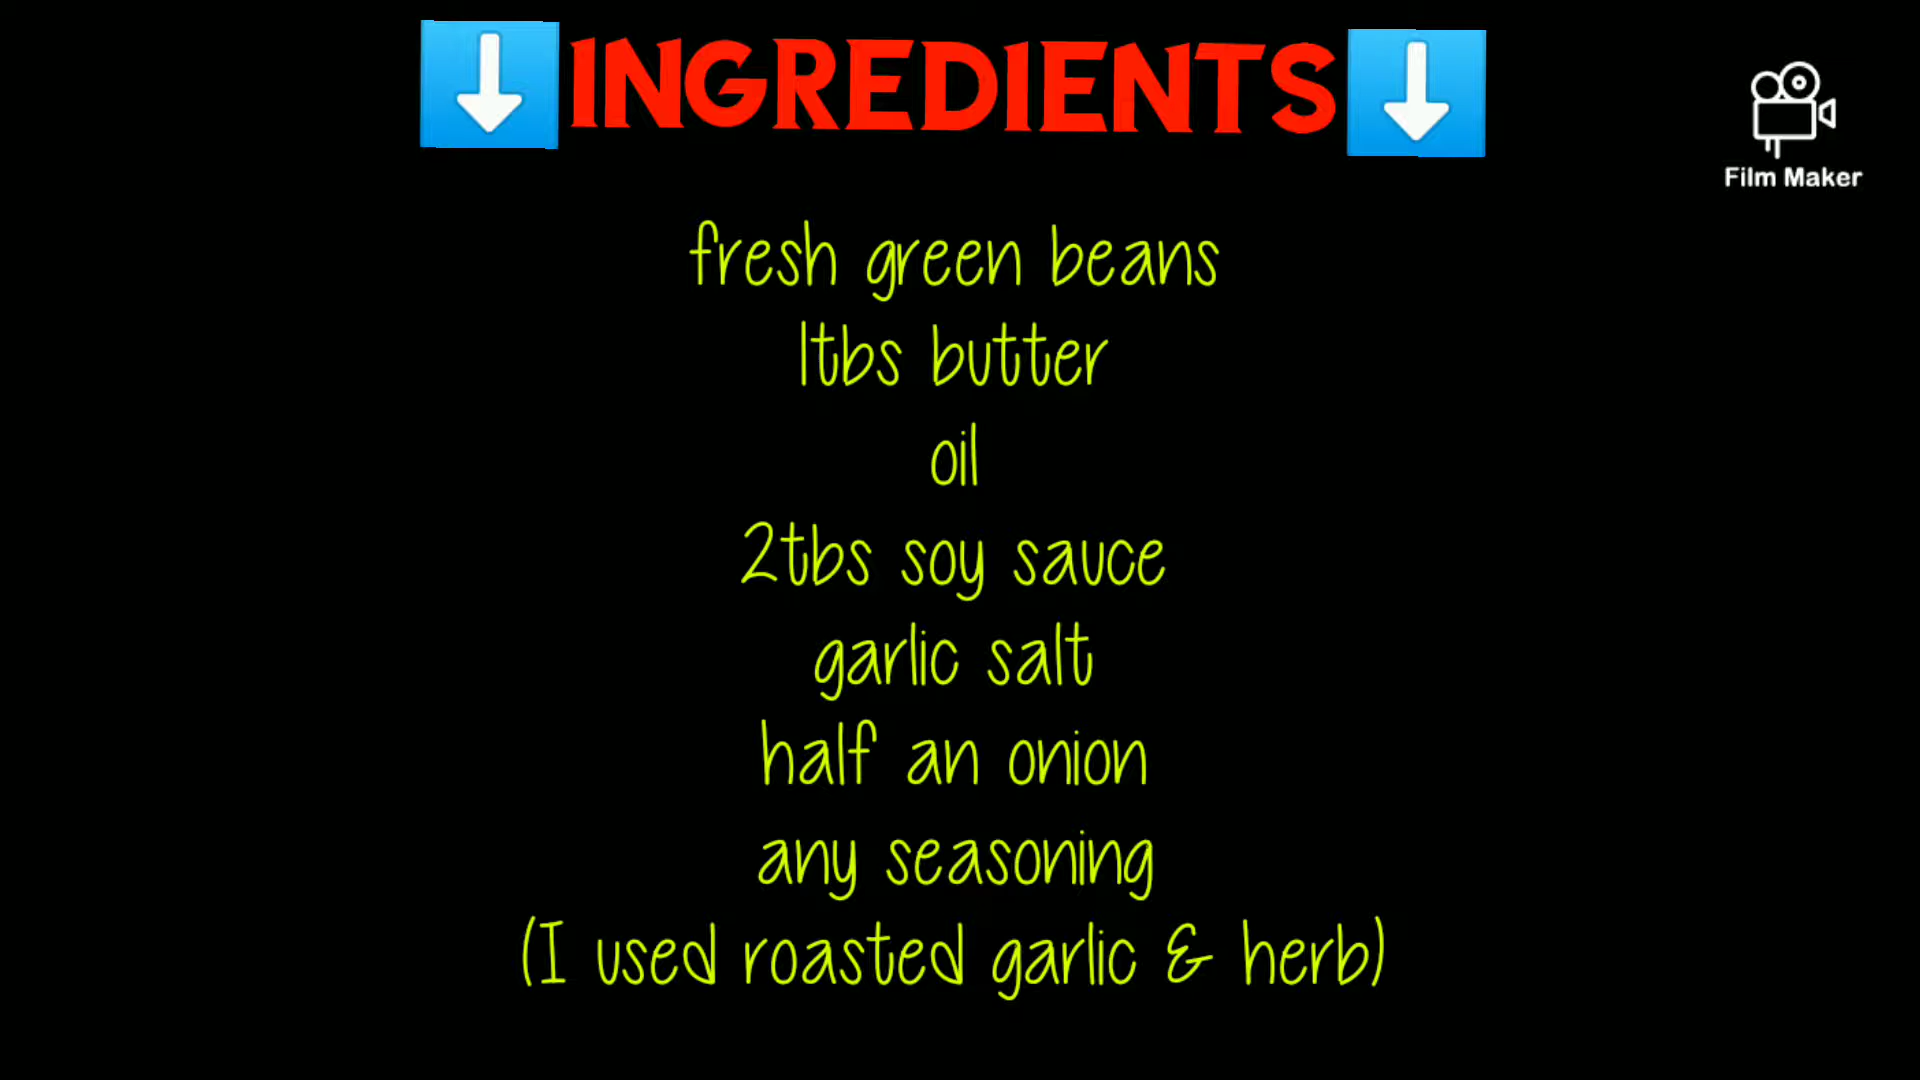 ⬇INGREDIENTS⬇
Film Maker
fresh green beans
1tbs butter
oil
2tbs soy sauce
garlic salt
half an onion
any seasoning
(I used roasted garlic & herb)